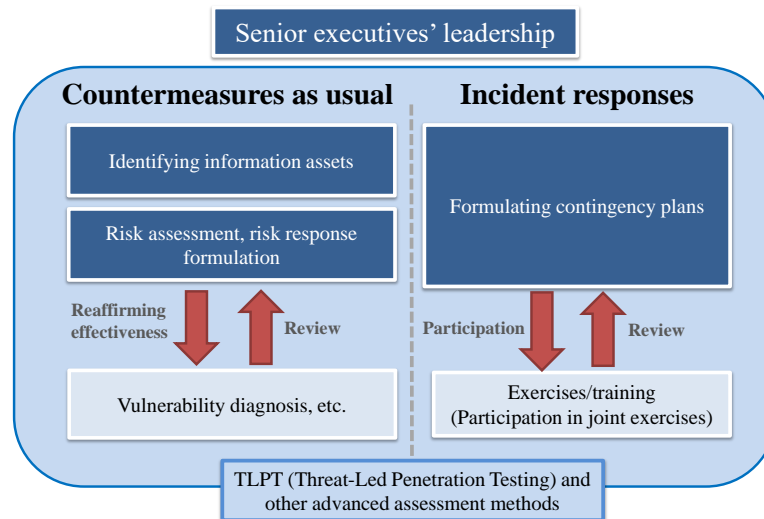 Senior executives’ leadership
Countermeasures as usual
Identifying information assets
Risk assessment, risk response
formulation
Reaffirming
effectiveness
Review
Vulnerability diagnosis, etc.
Incident responses
Formulating contingency plans
Participation
Review
Exercises/training
(Participation in joint exercises)
TLPT (Threat-Led Penetration Testing) and
other advanced assessment methods